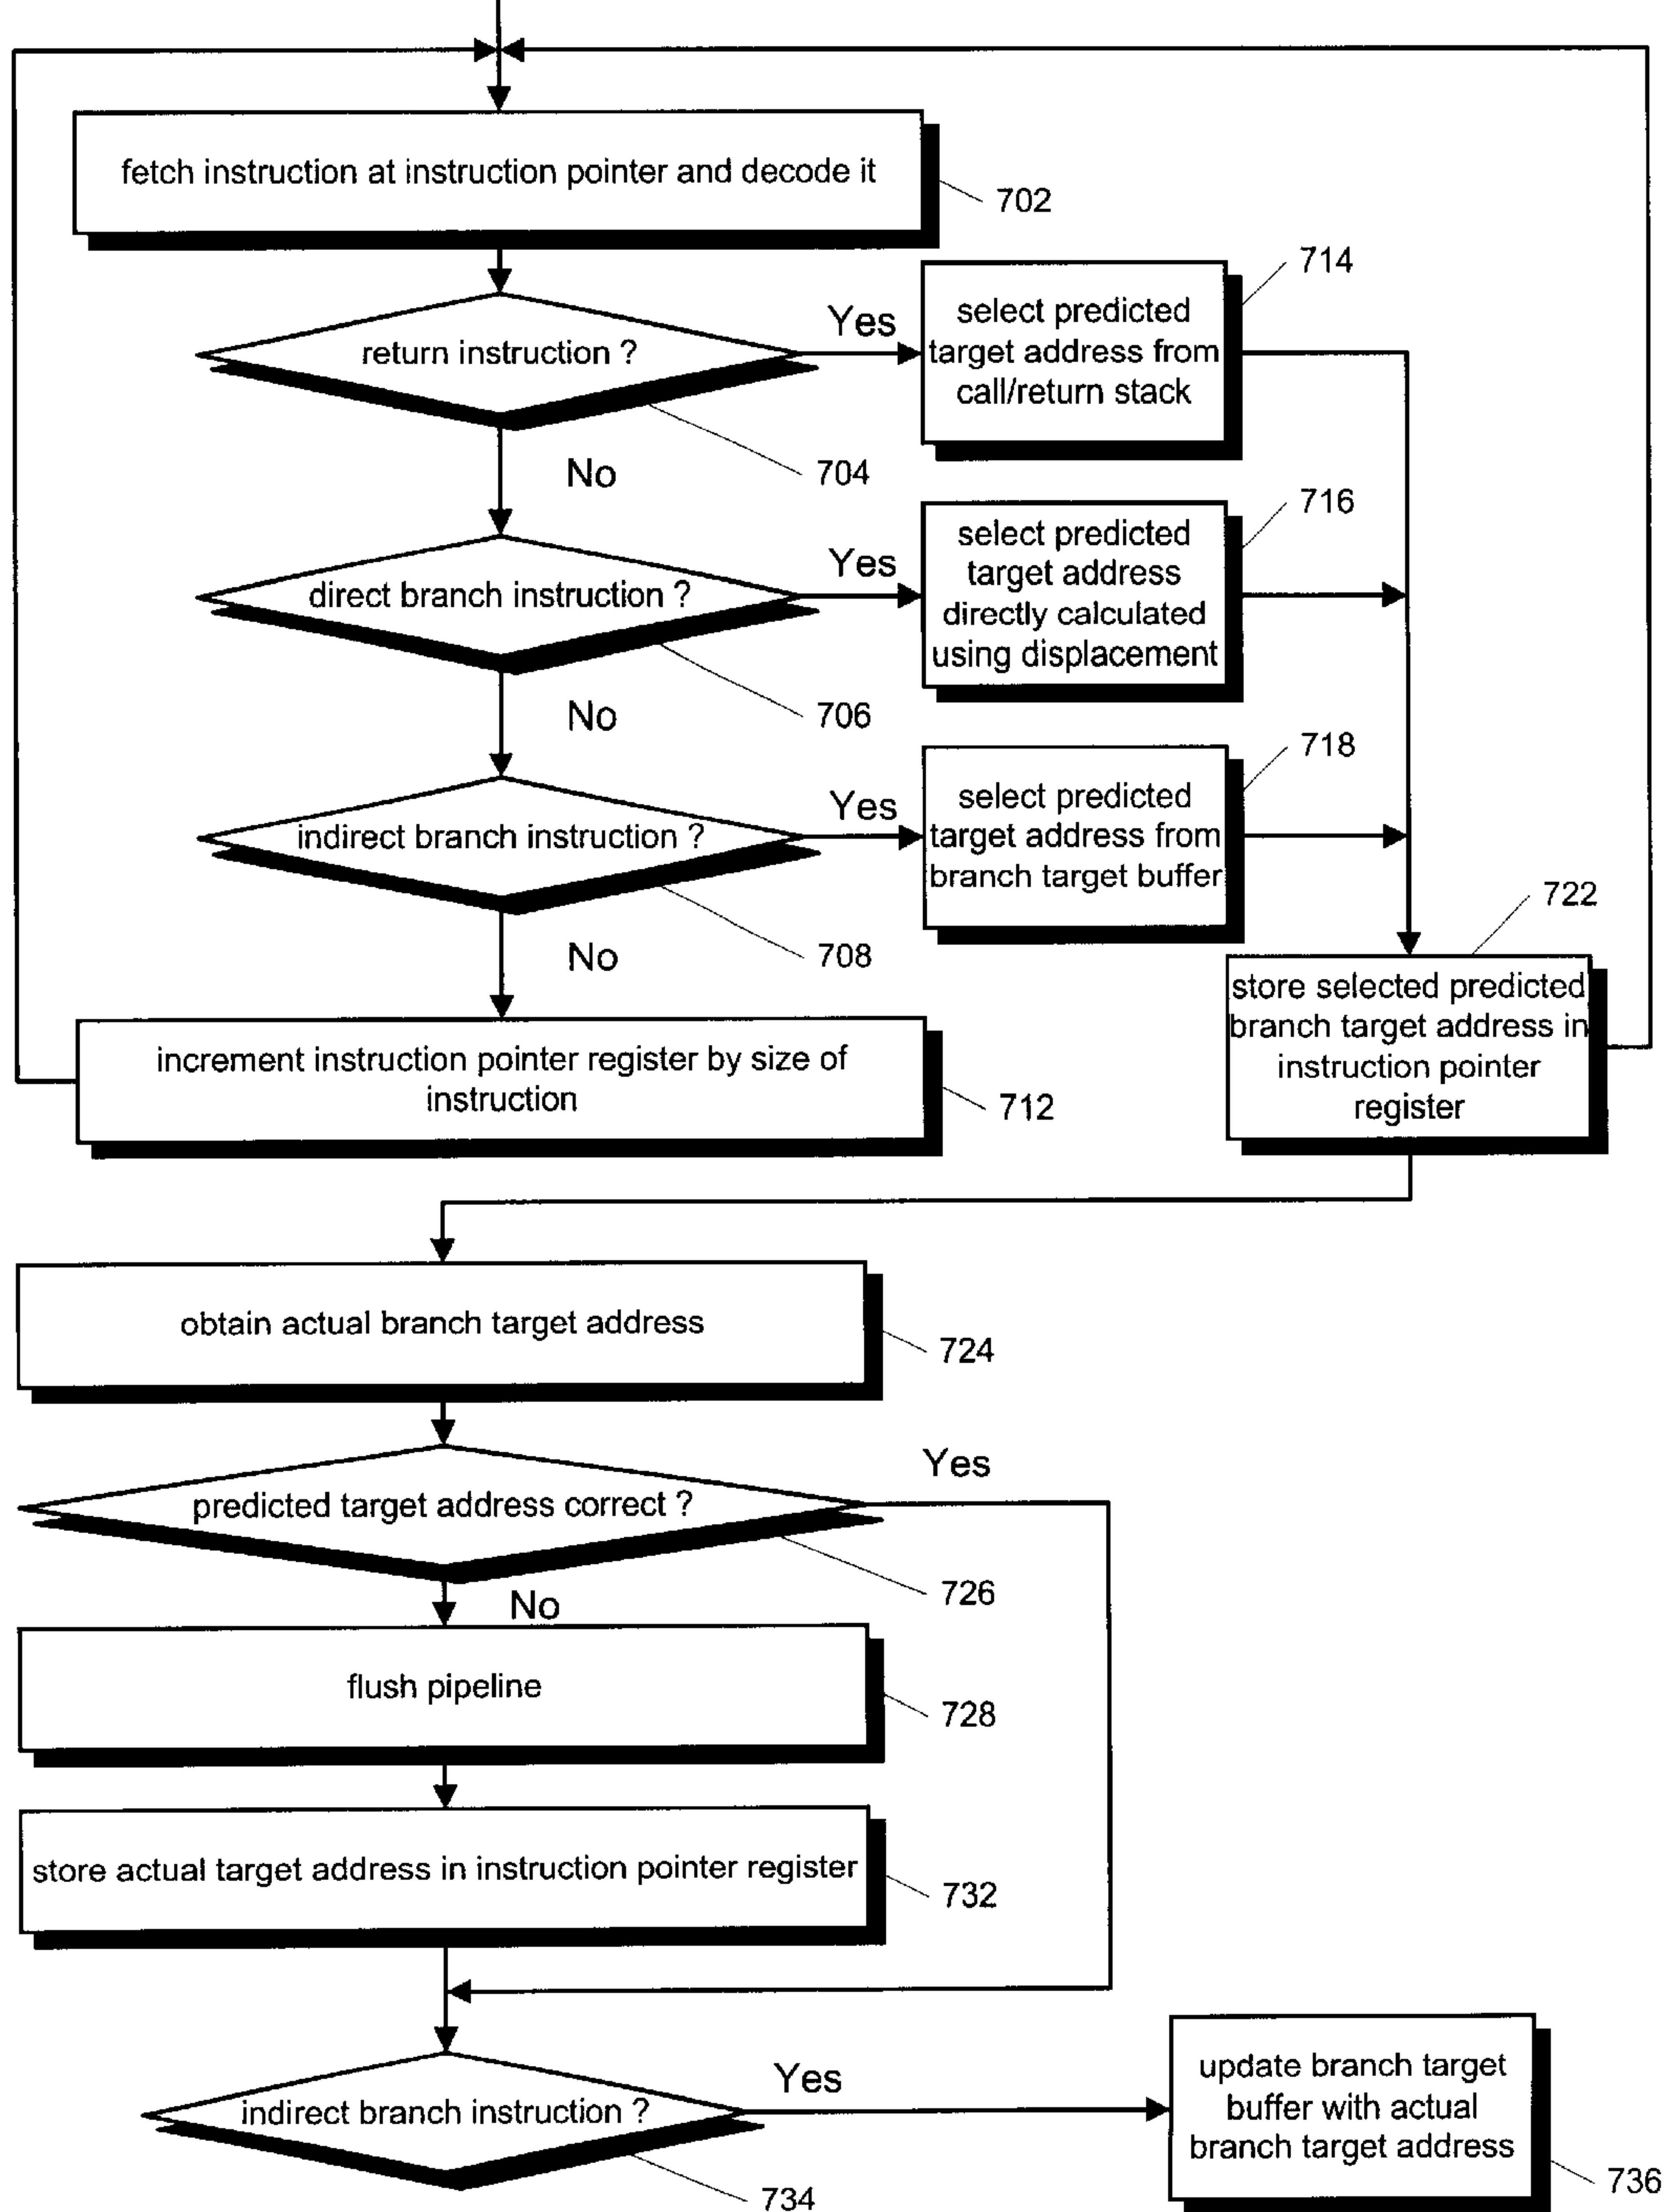 fetch instruction at instruction pointer and decode it
702
return instruction ?
Yes
704
No
select predicted
target address from
call/return stack
714
direct branch instruction ?
Yes
706
No
select predicted
target address
directly calculated
using displacement
716
indirect branch instruction ?
Yes
708
No
select predicted
target address from
branch target buffer
718
increment instruction pointer register by size of
instruction
712
722
store selected predicted
branch target address in
instruction pointer
register
obtain actual branch target address
724
predicted target address correct ?
Yes
726
No
flush pipeline
728
store actual target address in instruction pointer register
732
indirect branch instruction ?
Yes
734
update branch target
buffer with actual
branch target address
736